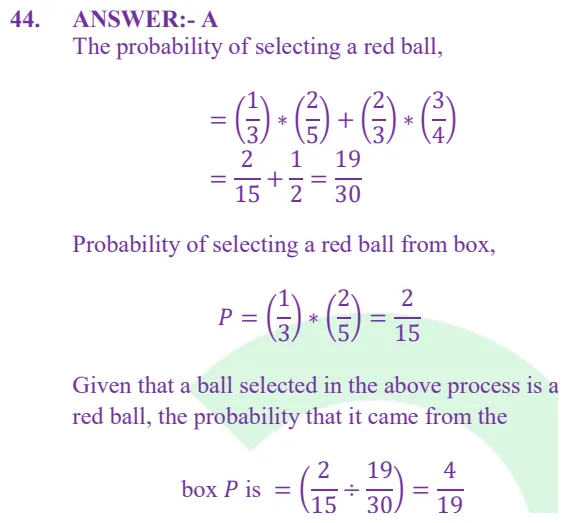 44. ANSWER:- A
The probability of selecting a red ball,
= (1/3) * (2/5) + (2/3) * (3/4)
= 2/15 + 1/2 = 19/30
Probability of selecting a red ball from box,
P = (1/3) * (2/5) = 2/15
Given that a ball selected in the above process is a
red ball, the probability that it came from the
box P is = (2/15 ÷ 19/30) = 4/19